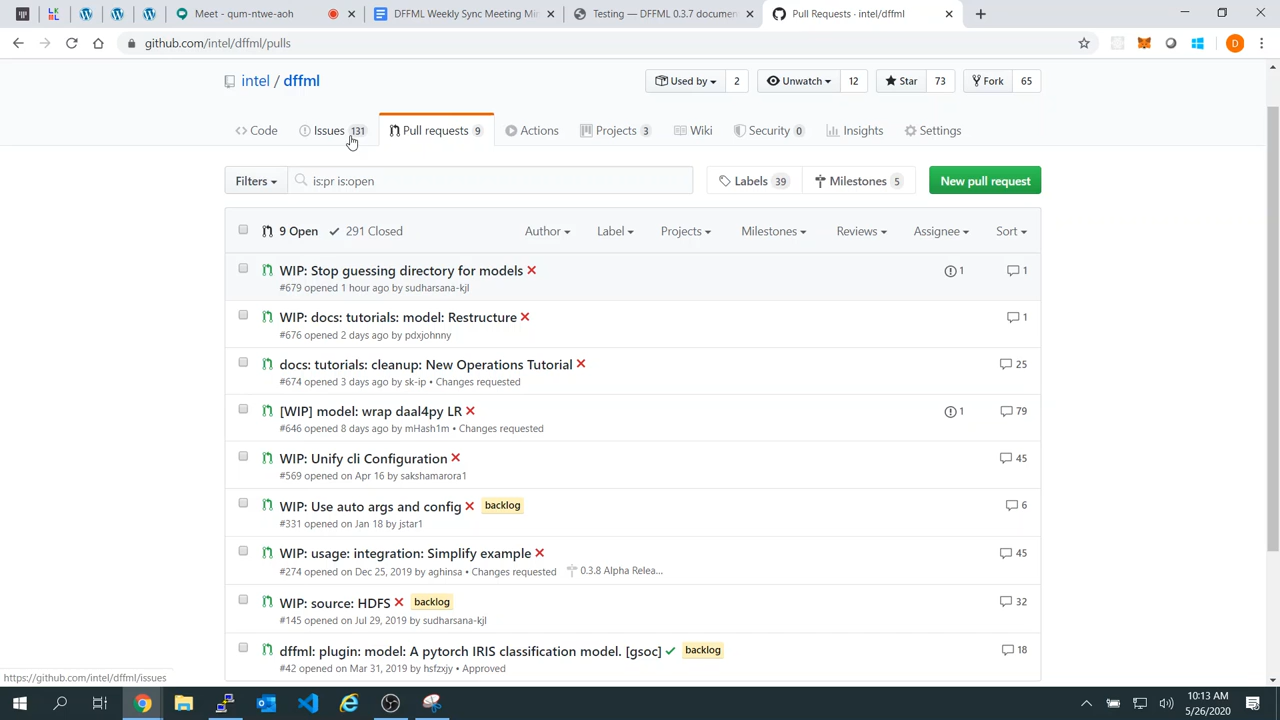 Meet - qum-ntwe-aoh
DFFML Weekly Sync Meeting Mi
Testing — DFFML 0.3.7 documen
Pull Requests · intel/dffml
github.com/intel/dffml/pulls
D
intel / dffml
Used by 2
Unwatch 12
Star 73
Fork 65
Code
Issues 131
Pull requests 9
Actions
Projects 3
Wiki
Security 0
Insights
Settings
Filters
is:pr is:open
Labels 39
Milestones 5
New pull request
9 Open
291 Closed
Author
Label
Projects
Milestones
Reviews
Assignee
Sort
WIP: Stop guessing directory for models
1
1
#679 opened 1 hour ago by sudharsana-kjl
WIP: docs: tutorials: model: Restructure
1
#676 opened 2 days ago by pdxjohnny
docs: tutorials: cleanup: New Operations Tutorial
25
#674 opened 3 days ago by sk-ip • Changes requested
[WIP] model: wrap daal4py LR
1
79
#646 opened 8 days ago by mHash1m • Changes requested
WIP: Unify cli Configuration
45
#569 opened on Apr 16 by sakshamarora1
WIP: Use auto args and config
backlog
6
#331 opened on Jan 18 by jstar1
WIP: usage: integration: Simplify example
45
#274 opened on Dec 25, 2019 by aghinsa • Changes requested
0.3.8 Alpha Relea...
WIP: source: HDFS
backlog
32
#145 opened on Jul 29, 2019 by sudharsana-kjl
dffml: plugin: model: A pytorch IRIS classification model. [gsoc]
backlog
18
#42 opened on Mar 31, 2019 by hsfzxjy • Approved
https://github.com/intel/dffml/issues
10:13 AM
5/26/2020